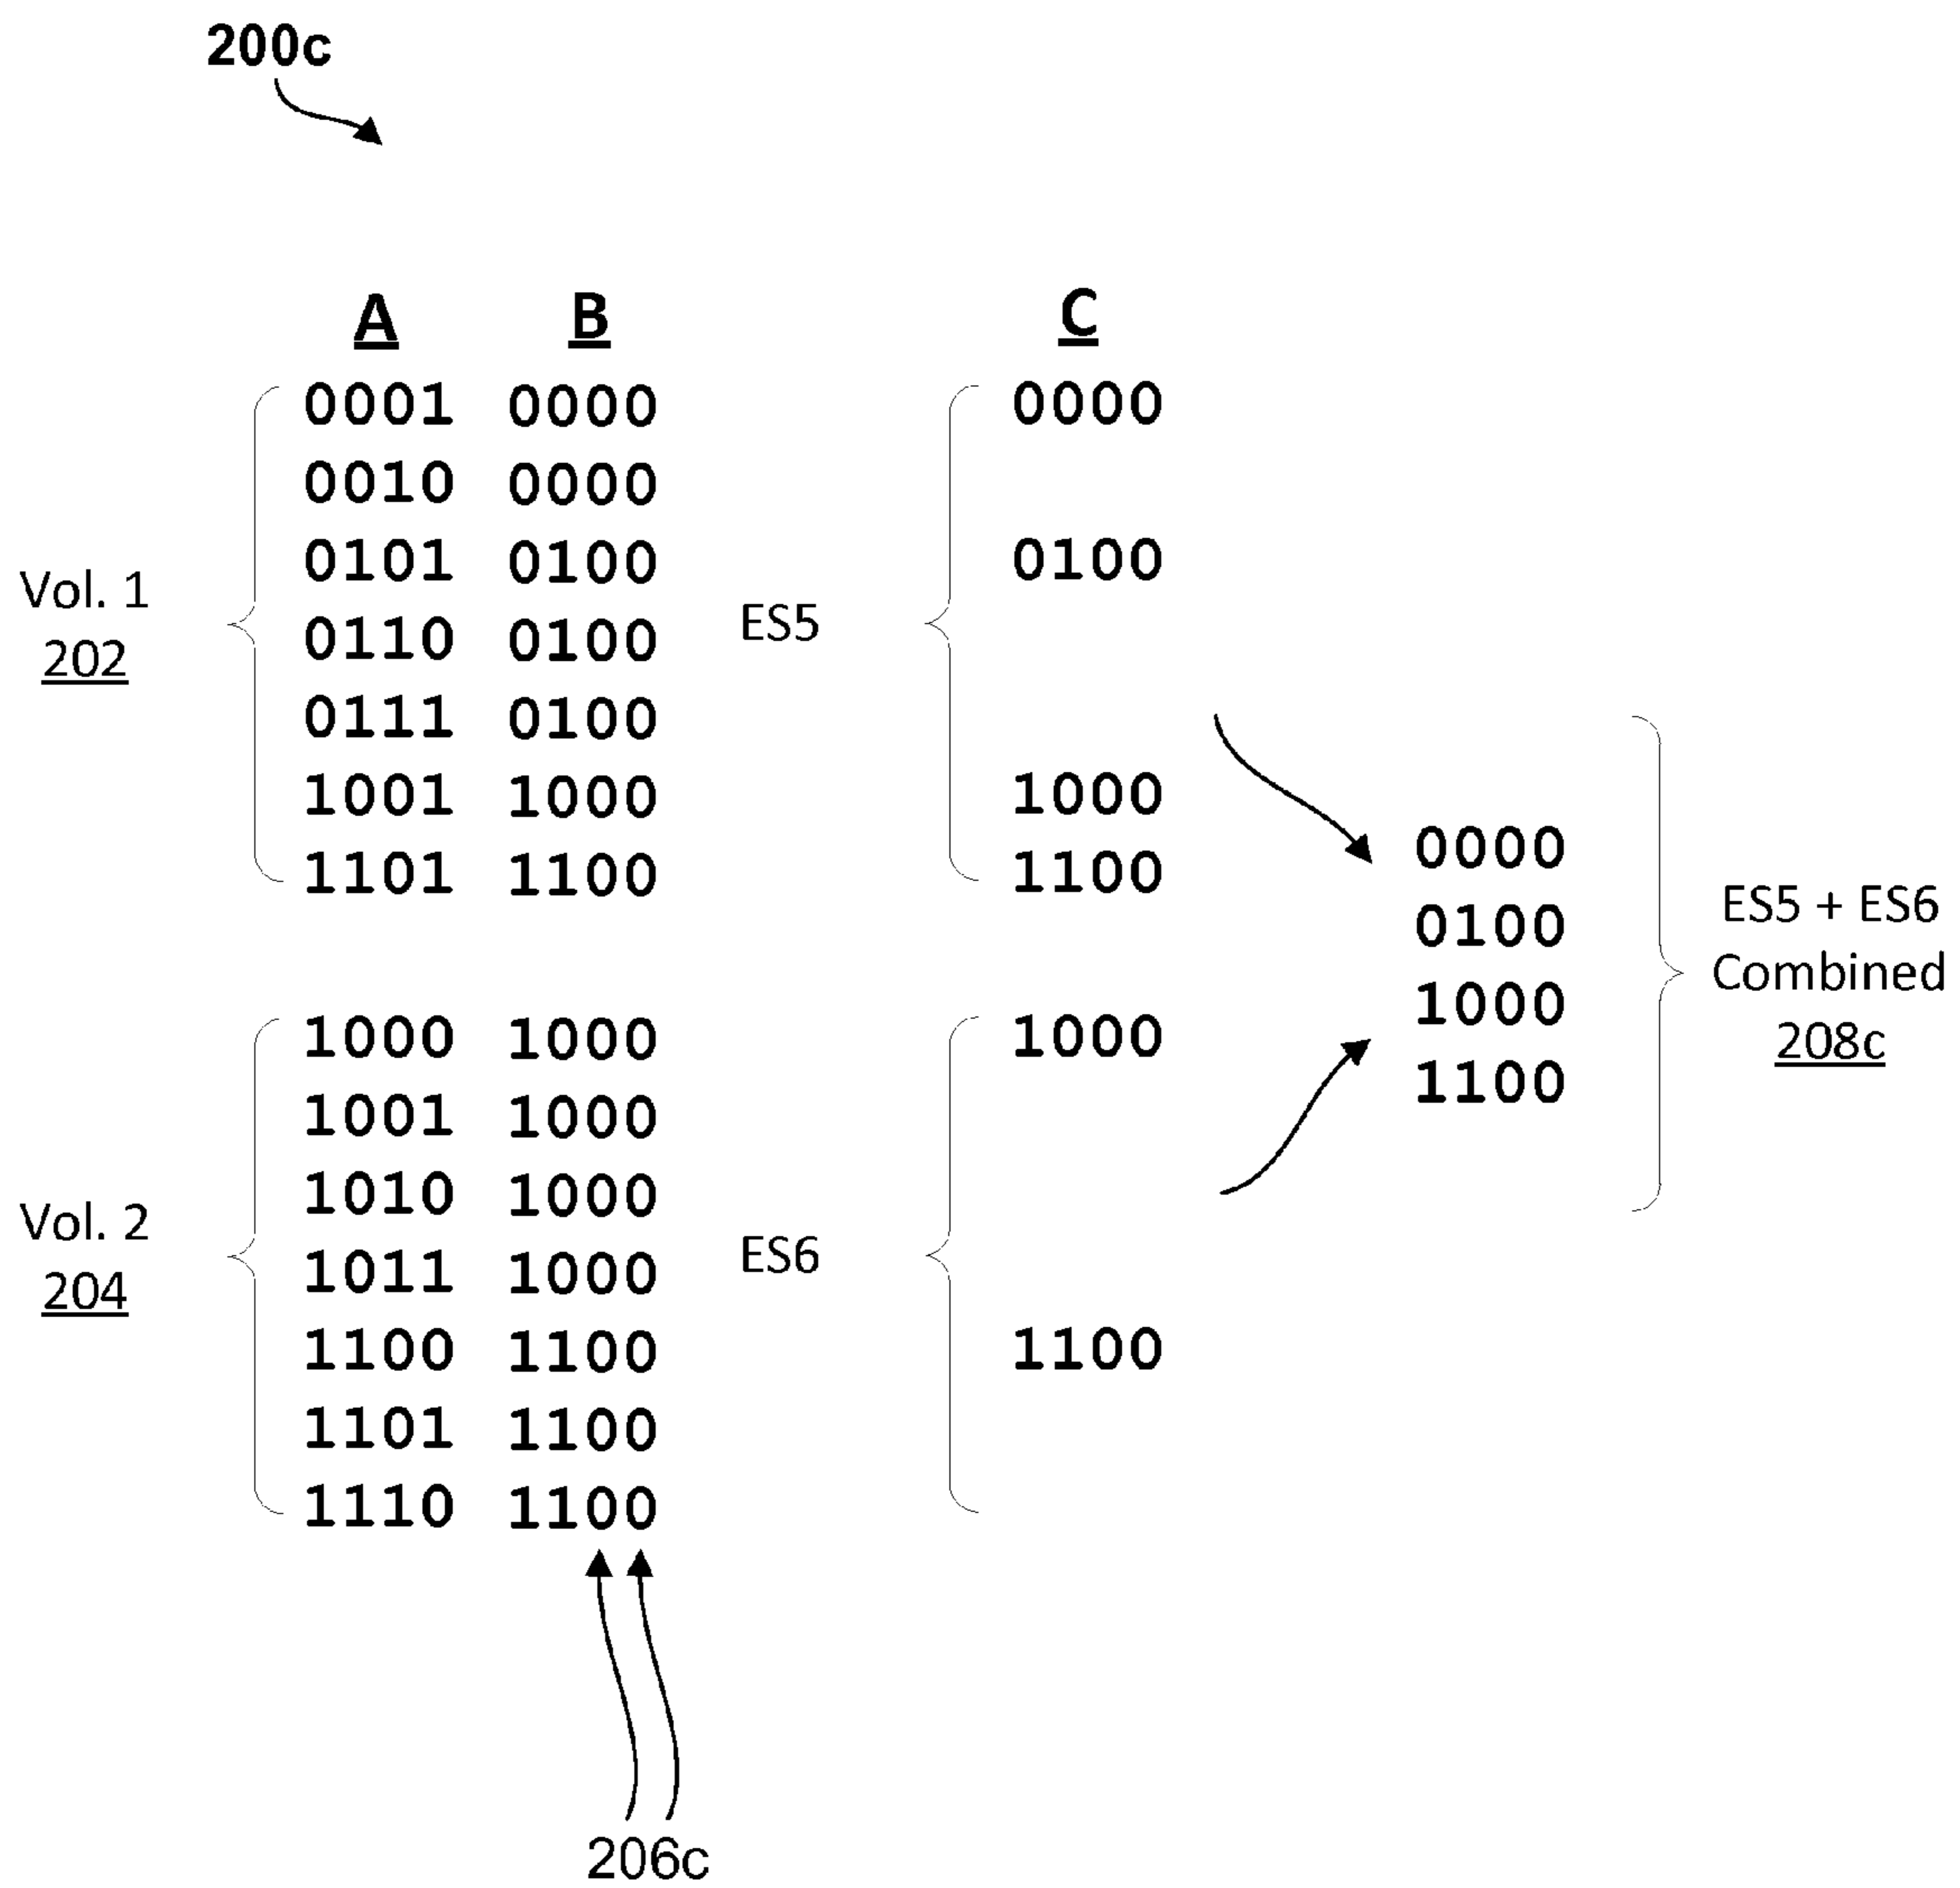 200c
A B C
0001 0000 0000
0010 0000
0101 0100 0100
Vol. 1
202
0110 0100 ES5
0111 0100
1001 1000 1000
1101 1100 1100
0000
0100
1000
1100
ES5 + ES6
Combined
208c
1000 1000 1000
1001 1000
1010 1000
Vol. 2
204
1011 1000 ES6
1100 1100 1100
1101 1100
1110 1100
206c